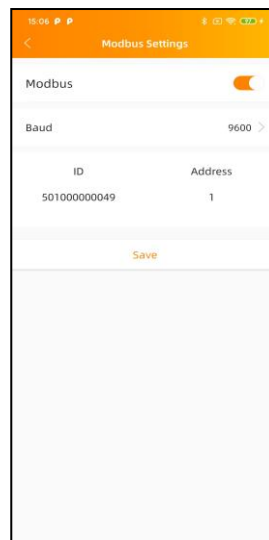 15:06 P P
Modbus Settings
Modbus
Baud 9600
ID Address
501000000049 1
Save